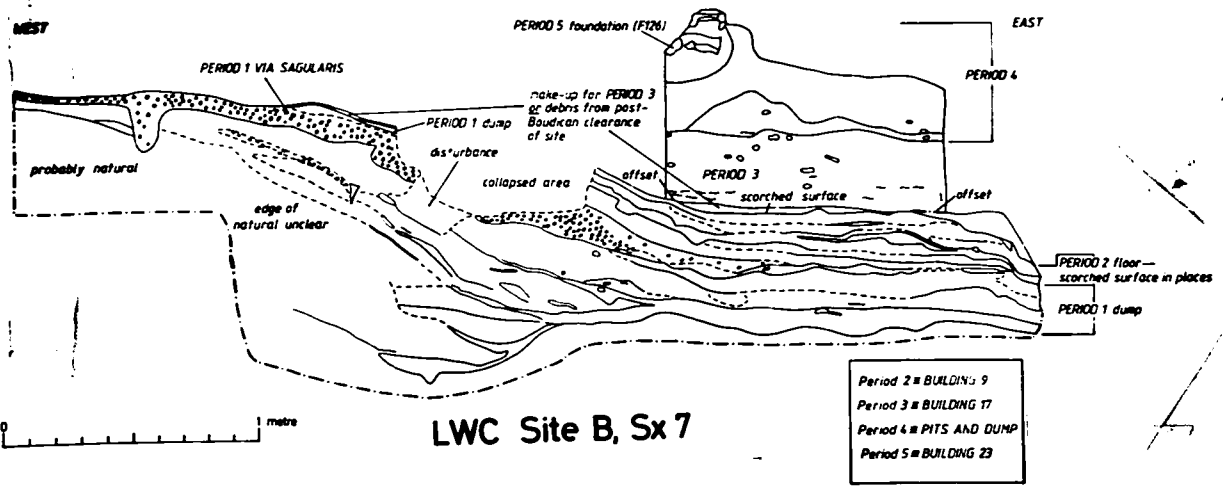 WEST
PERIOD 5 foundation (F126)
EAST
PERIOD 1 VIA SAGULARIS
PERIOD 4
make-up for PERIOD 3
or debris from post-
Boudican clearance
of site
PERIOD 1 dump
disturbance
probably natural
collapsed area
offset
PERIOD 3
scorched surface
offset
edge of
natural unclear
PERIOD 2 floor—
scorched surface in places
PERIOD 1 dump
0
1
metre
LWC Site B, Sx 7
Period 2 = BUILDING 9
Period 3 = BUILDING 17
Period 4 = PITS AND DUMP
Period 5 = BUILDING 23